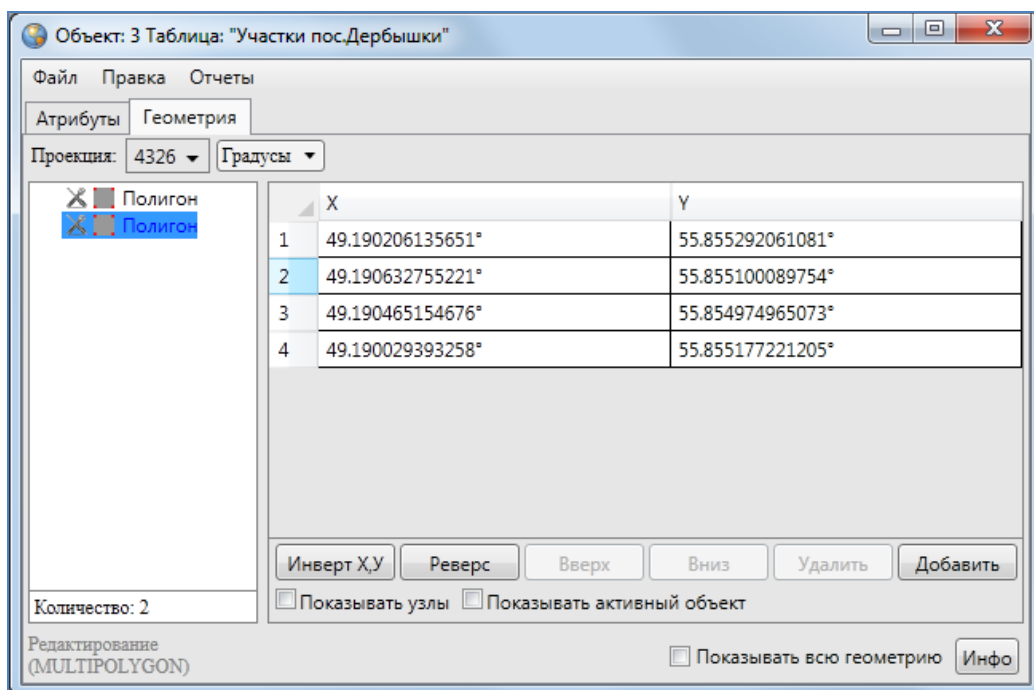 Объект: 3 Таблица: "Участки пос.Дербышки"
Файл Правка Отчеты
Атрибуты Геометрия
Проекция: 4326 Градусы
Полигон
Полигон
X Y
1 49.190206135651° 55.855292061081°
2 49.190632755221° 55.855100089754°
3 49.190465154676° 55.854974965073°
4 49.190029393258° 55.855177221205°
Инверт X,У Реверс Вверх Вниз Удалить Добавить
Количество: 2
Показывать узлы Показывать активный объект
Редактирование
(MULTIPOLYGON)
Показывать всю геометрию Инфо